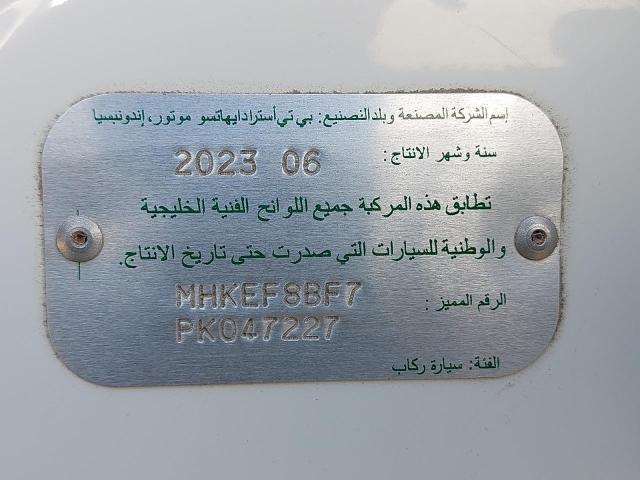 إسم الشركة المصنعة وبلد التصنيع: بي تي أسترا دايهاتسو موتور، إندونيسيا
سنة وشهر الانتاج: 2023 06
تطابق هذه المركبة جميع اللوائح الفنية الخليجية
والوطنية للسيارات التي صدرت حتى تاريخ الانتاج.
الرقم المميز: MHKEF8BF7
PK047227
الفئة: سيارة ركاب